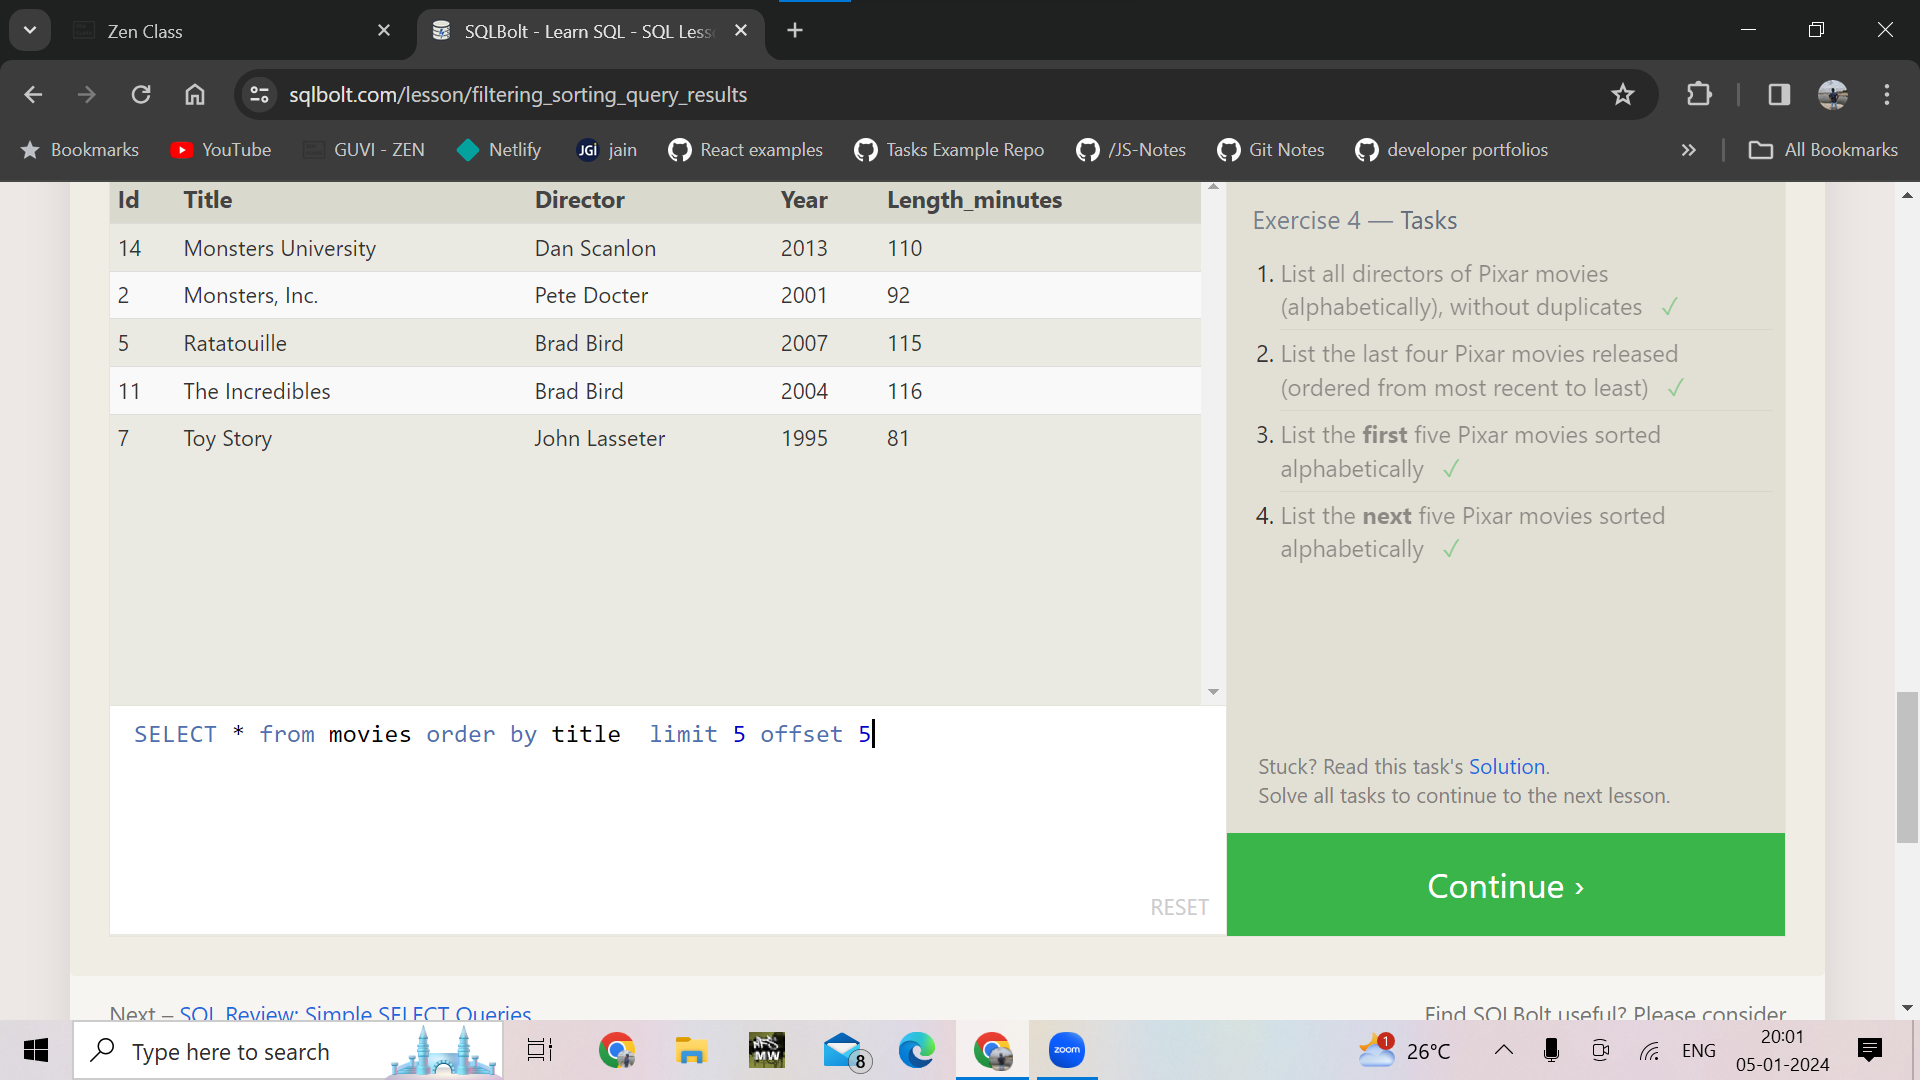 Zen Class
SQLBolt - Learn SQL - SQL Less
sqlbolt.com/lesson/filtering_sorting_query_results
Bookmarks YouTube GUVI - ZEN Netlify JGI jain React examples Tasks Example Repo /JS-Notes Git Notes developer portfolios » All Bookmarks
Id Title Director Year Length_minutes
14 Monsters University Dan Scanlon 2013 110
2 Monsters, Inc. Pete Docter 2001 92
5 Ratatouille Brad Bird 2007 115
11 The Incredibles Brad Bird 2004 116
7 Toy Story John Lasseter 1995 81
SELECT * from movies order by title  limit 5 offset 5
RESET
Exercise 4 — Tasks
1. List all directors of Pixar movies
(alphabetically), without duplicates ✓
2. List the last four Pixar movies released
(ordered from most recent to least) ✓
3. List the first five Pixar movies sorted
alphabetically ✓
4. List the next five Pixar movies sorted
alphabetically ✓
Stuck? Read this task's Solution.
Solve all tasks to continue to the next lesson.
Continue ›
Next – SQL Review: Simple SELECT Queries
Find SQLBolt useful? Please consider
Type here to search
NFS MW
8
zoom
1
26°C
ENG
20:01
05-01-2024